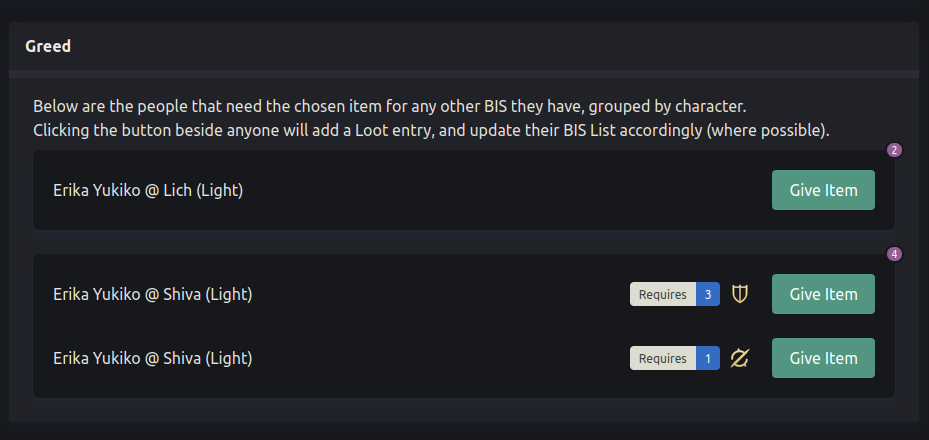 Greed
Below are the people that need the chosen item for any other BIS they have, grouped by character.
Clicking the button beside anyone will add a Loot entry, and update their BIS List accordingly (where possible).
2
Erika Yukiko @ Lich (Light) Give Item
4
Erika Yukiko @ Shiva (Light) Requires 3 Give Item
Erika Yukiko @ Shiva (Light) Requires 1 Give Item